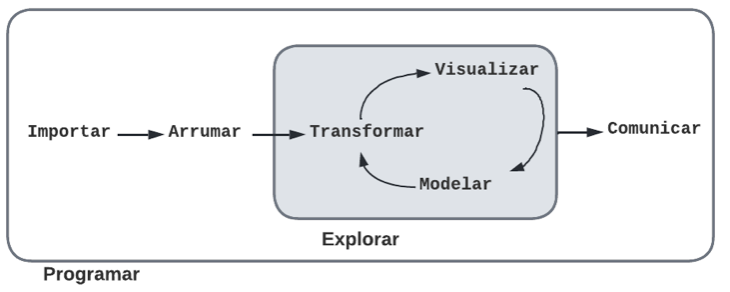 Visualizar
Importar
Arrumar
Transformar
Comunicar
Modelar
Explorar
Programar